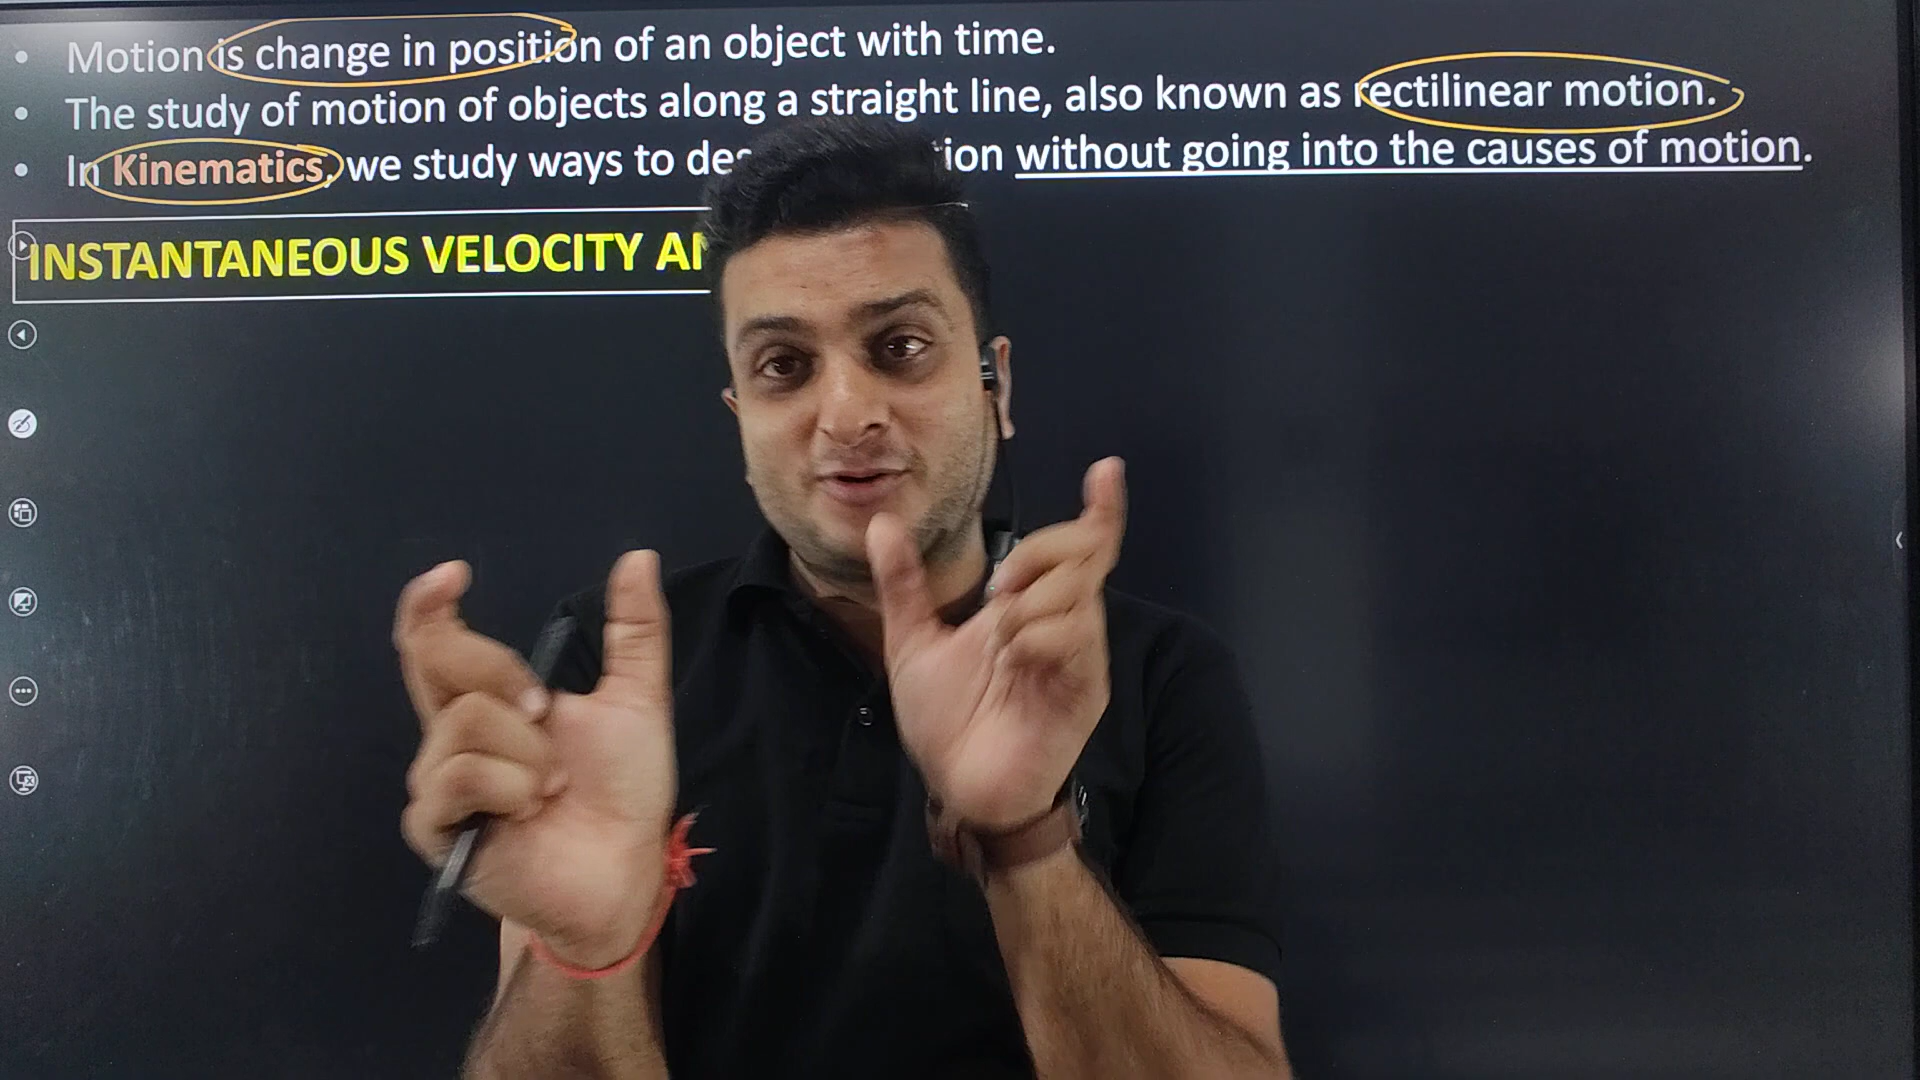 • Motion is change in position of an object with time.
• The study of motion of objects along a straight line, also known as rectilinear motion.
• In Kinematics, we study ways to without going into the causes of motion.
INSTANTANEOUS VELOCITY